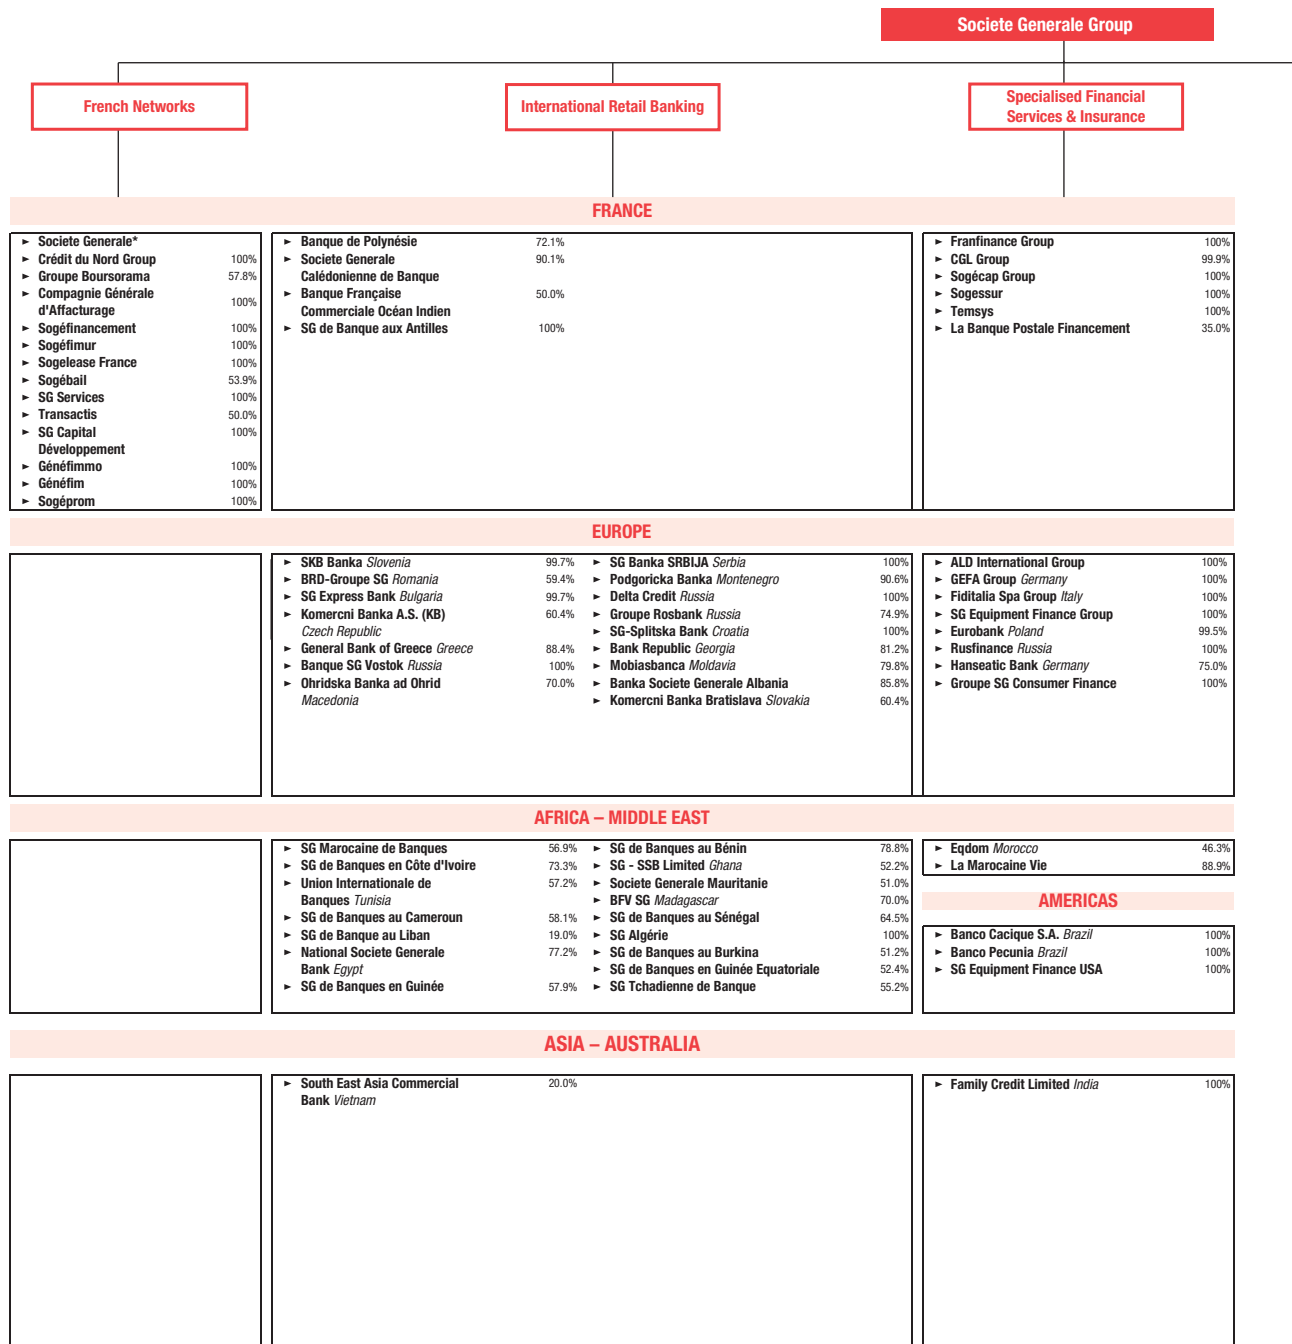 Societe Generale Group
French Networks
International Retail Banking
Specialised Financial
Services & Insurance
FRANCE
► Societe Generale*
► Crédit du Nord Group 100%
► Groupe Boursorama 57.8%
► Compagnie Générale
d'Affacturage 100%
► Sogéfinancement 100%
► Sogéfimur 100%
► Sogelease France 100%
► Sogébail 53.9%
► SG Services 100%
► Transactis 50.0%
► SG Capital 100%
Développement
► Généfimmo 100%
► Généfim 100%
► Sogéprom 100%
► Banque de Polynésie 72.1%
► Societe Generale 90.1%
Calédonienne de Banque
► Banque Française 50.0%
Commerciale Océan Indien
► SG de Banque aux Antilles 100%
► Franfinance Group 100%
► CGL Group 99.9%
► Sogécap Group 100%
► Sogessur 100%
► Temsys 100%
► La Banque Postale Financement 35.0%
EUROPE
► SKB Banka Slovenia 99.7%
► BRD-Groupe SG Romania 59.4%
► SG Express Bank Bulgaria 99.7%
► Komercni Banka A.S. (KB) 60.4%
Czech Republic
► General Bank of Greece Greece 88.4%
► Banque SG Vostok Russia 100%
► Ohridska Banka ad Ohrid 70.0%
Macedonia
► SG Banka SRBIJA Serbia 100%
► Podgoricka Banka Montenegro 90.6%
► Delta Credit Russia 100%
► Groupe Rosbank Russia 74.9%
► SG-Splitska Bank Croatia 100%
► Bank Republic Georgia 81.2%
► Mobiasbanca Moldavia 79.8%
► Banka Societe Generale Albania 85.8%
► Komercni Banka Bratislava Slovakia 60.4%
► ALD International Group 100%
► GEFA Group Germany 100%
► Fiditalia Spa Group Italy 100%
► SG Equipment Finance Group 100%
► Eurobank Poland 99.5%
► Rusfinance Russia 100%
► Hanseatic Bank Germany 75.0%
► Groupe SG Consumer Finance 100%
AFRICA – MIDDLE EAST
► SG Marocaine de Banques 56.9%
► SG de Banques en Côte d'Ivoire 73.3%
► Union Internationale de 57.2%
Banques Tunisia
► SG de Banques au Cameroun 58.1%
► SG de Banque au Liban 19.0%
► National Societe Generale 77.2%
Bank Egypt
► SG de Banques en Guinée 57.9%
► SG de Banques au Bénin 78.8%
► SG - SSB Limited Ghana 52.2%
► Societe Generale Mauritanie 51.0%
► BFV SG Madagascar 70.0%
► SG de Banques au Sénégal 64.5%
► SG Algérie 100%
► SG de Banques au Burkina 51.2%
► SG de Banques en Guinée Equatoriale 52.4%
► SG Tchadienne de Banque 55.2%
► Eqdom Morocco 46.3%
► La Marocaine Vie 88.9%
AMERICAS
► Banco Cacique S.A. Brazil 100%
► Banco Pecunia Brazil 100%
► SG Equipment Finance USA 100%
ASIA – AUSTRALIA
► South East Asia Commercial 20.0%
Bank Vietnam
► Family Credit Limited India 100%